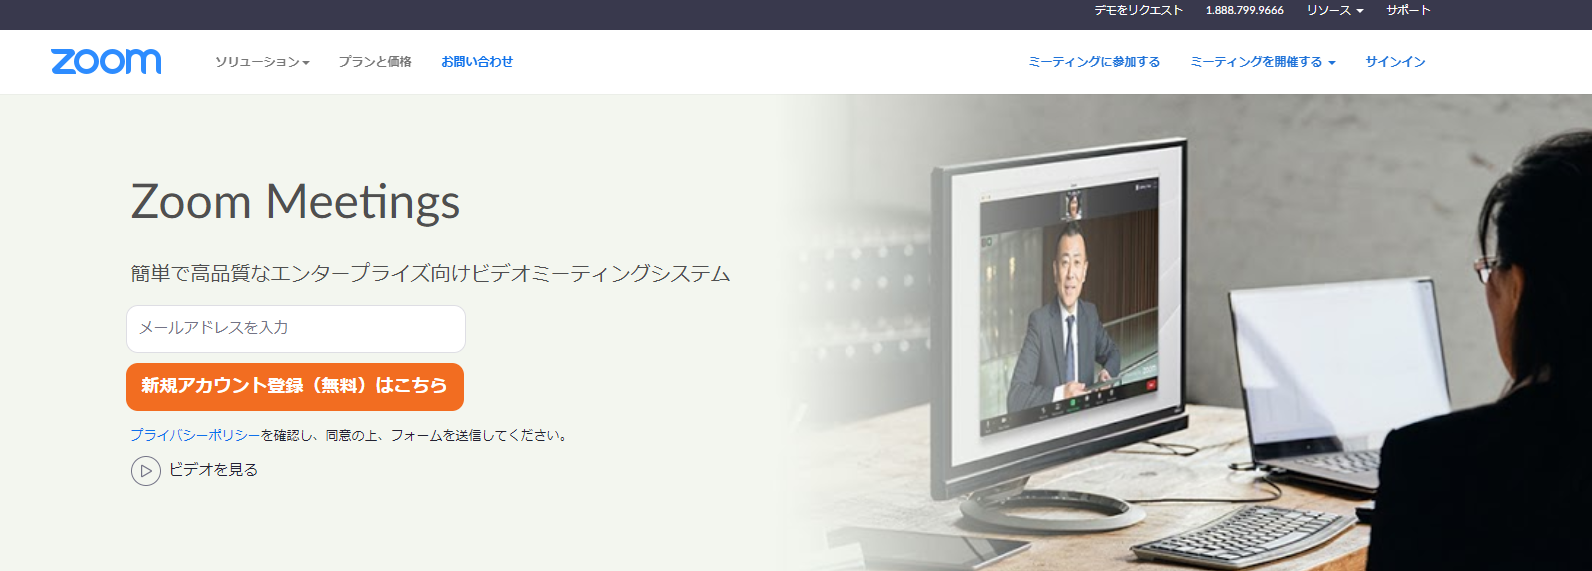 デモをリクエスト 1.888.799.9666 リソース サポート
zoom ソリューション プランと価格 お問い合わせ ミーティングに参加する ミーティングを開催する サインイン
Zoom Meetings
簡単で高品質なエンタープライズ向けビデオミーティングシステム
メールアドレスを入力
新規アカウント登録（無料）はこちら
プライバシーポリシーを確認し、同意の上、フォームを送信してください。
ビデオを見る